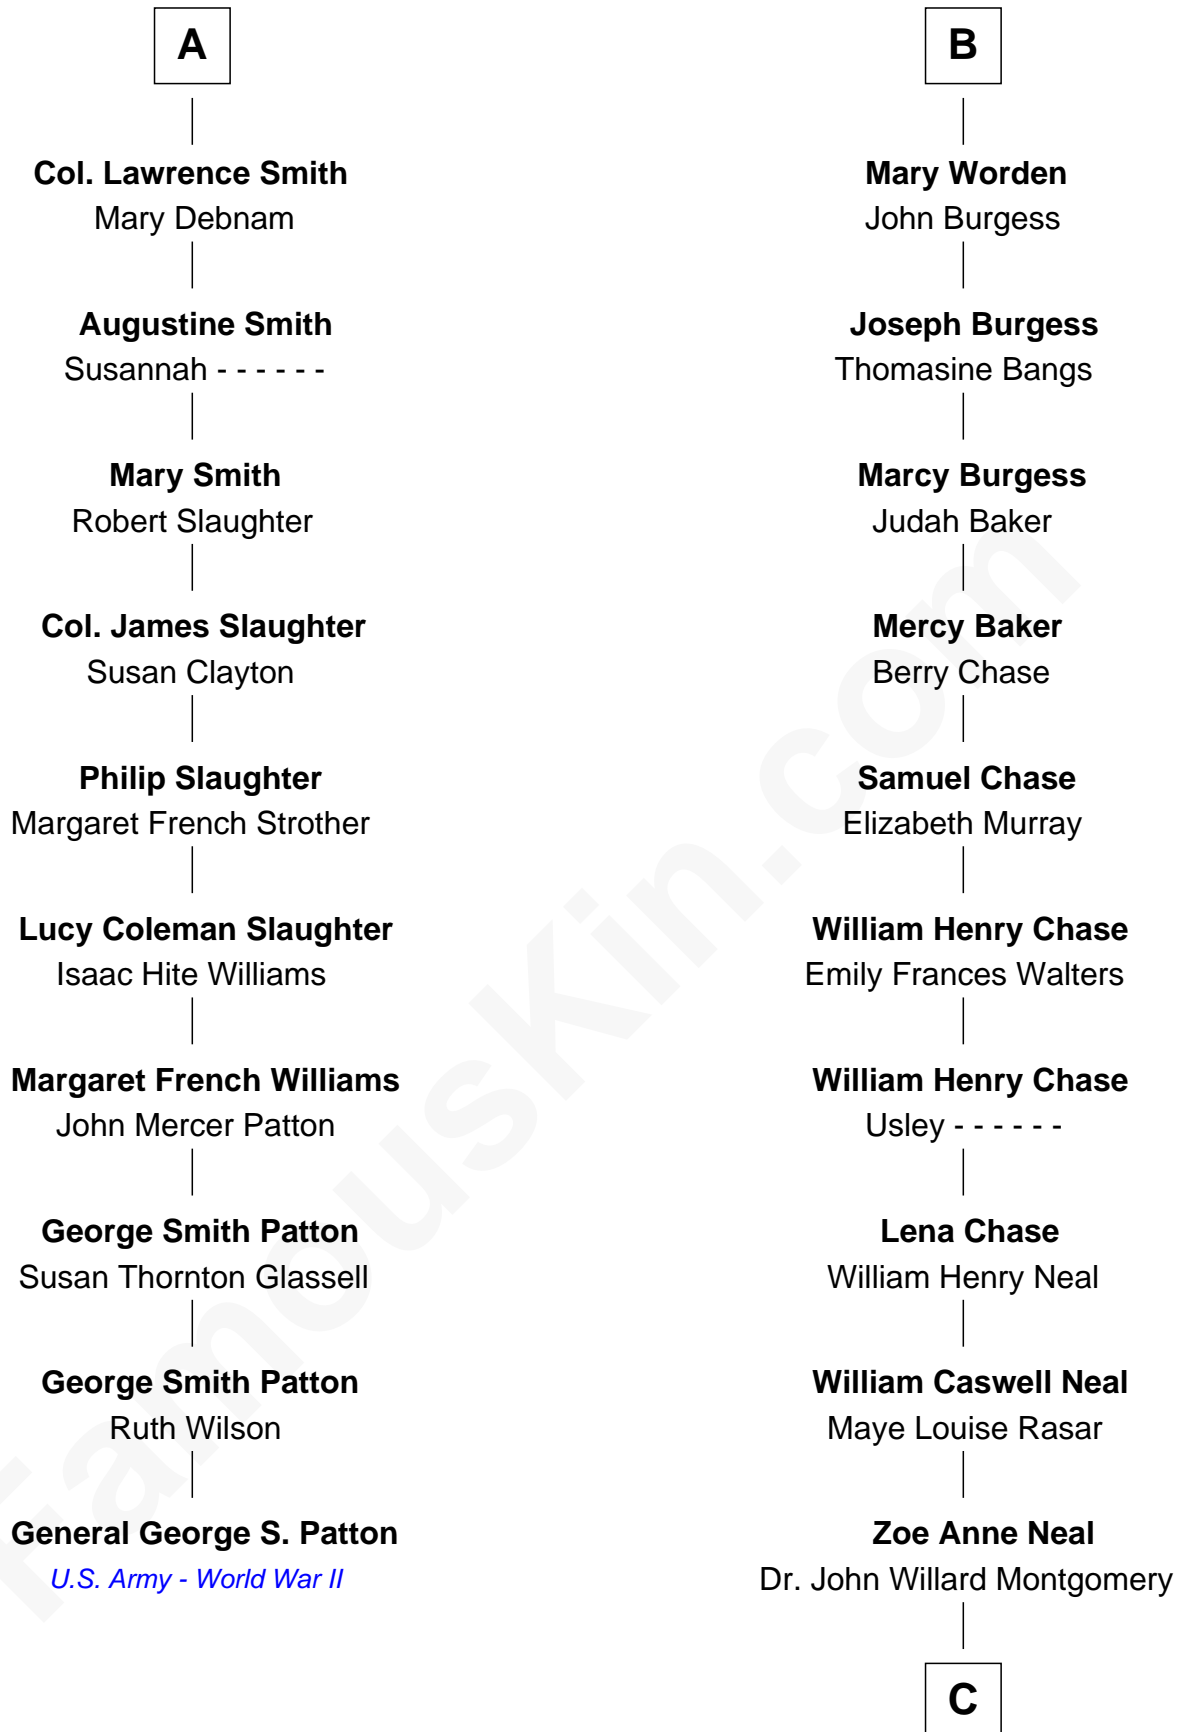 A
Col. Lawrence Smith
Mary Debnam
Augustine Smith
Susannah - - - - - -
Mary Smith
Robert Slaughter
Col. James Slaughter
Susan Clayton
Philip Slaughter
Margaret French Strother
Lucy Coleman Slaughter
Isaac Hite Williams
Margaret French Williams
John Mercer Patton
George Smith Patton
Susan Thornton Glassell
George Smith Patton
Ruth Wilson
General George S. Patton
U.S. Army - World War II
B
Mary Worden
John Burgess
Joseph Burgess
Thomasine Bangs
Marcy Burgess
Judah Baker
Mercy Baker
Berry Chase
Samuel Chase
Elizabeth Murray
William Henry Chase
Emily Frances Walters
William Henry Chase
Usley - - - - - -
Lena Chase
William Henry Neal
William Caswell Neal
Maye Louise Rasar
Zoe Anne Neal
Dr. John Willard Montgomery
C
FamousKin.com